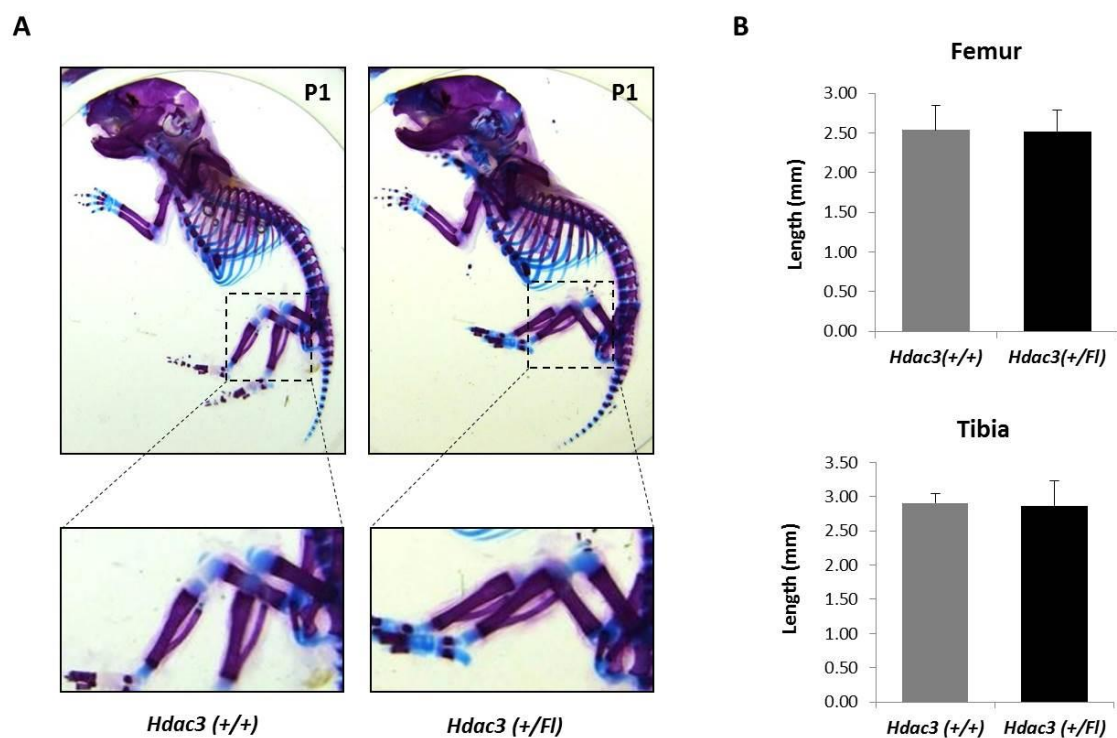 A
P1
P1
Hdac3 (+/+)
Hdac3 (+/Fl)
B
Femur
Length (mm)
3.00
2.50
2.00
1.50
1.00
0.50
0.00
Hdac3(+/+)
Hdac3(+/Fl)
Tibia
Length (mm)
3.50
3.00
2.50
2.00
1.50
1.00
0.50
0.00
Hdac3 (+/+)
Hdac3 (+/Fl)